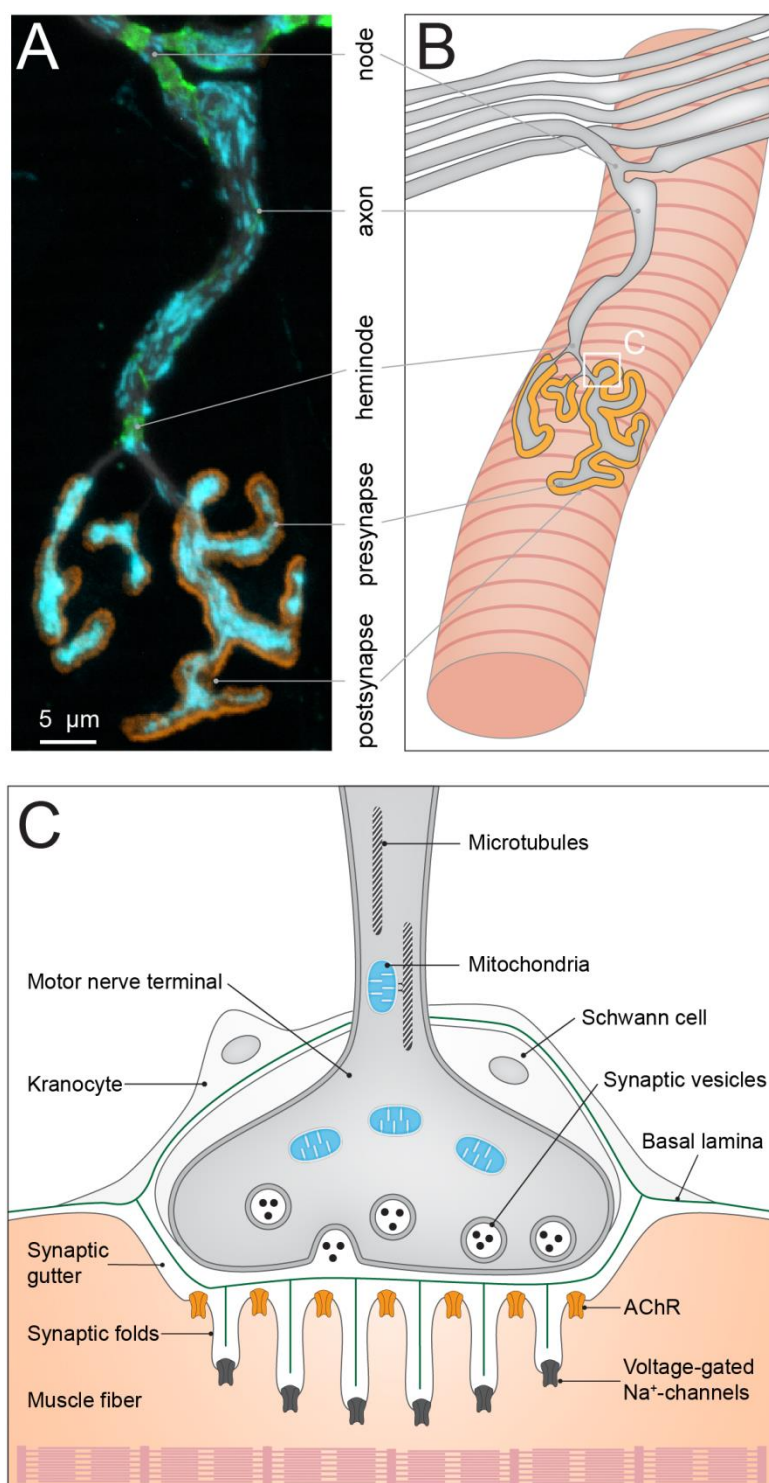 A
B
node
axon
heminode
C
presynapse
postsynapse
5 μm
C
Microtubules
Mitochondria
Motor nerve terminal
Schwann cell
Kranocyte
Synaptic vesicles
Basal lamina
Synaptic
gutter
AChR
Synaptic folds
Voltage-gated
Na⁺-channels
Muscle fiber